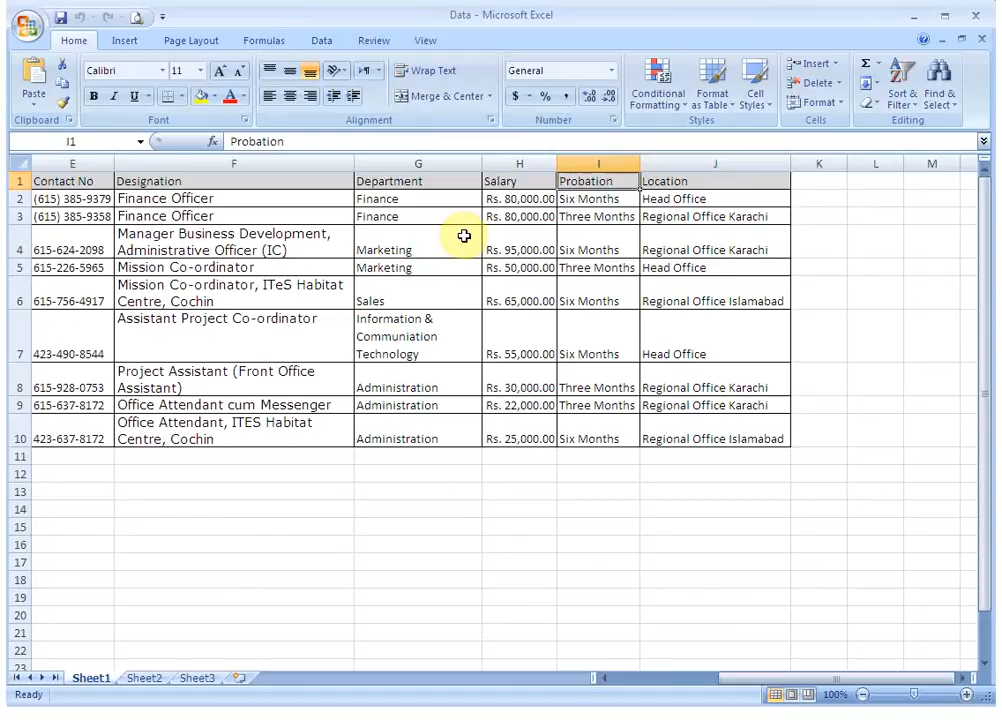 Data - Microsoft Excel
Home Insert Page Layout Formulas Data Review View
Paste
Calibri 11
B I U
Wrap Text
Merge & Center
General
$ % ,
Conditional Formatting
Format as Table
Cell Styles
Insert
Delete
Format
Σ
Sort & Filter
Find & Select
Clipboard Font Alignment Number Styles Cells Editing
I1 fx Probation
E F G H I J K L M
1 Contact No Designation Department Salary Probation Location
2 (615) 385-9379 Finance Officer Finance Rs. 80,000.00 Six Months Head Office
3 (615) 385-9358 Finance Officer Finance Rs. 80,000.00 Three Months Regional Office Karachi
Manager Business Development,
4 615-624-2098 Administrative Officer (IC) Marketing Rs. 95,000.00 Six Months Regional Office Karachi
5 615-226-5965 Mission Co-ordinator Marketing Rs. 50,000.00 Three Months Head Office
Mission Co-ordinator, ITeS Habitat
6 615-756-4917 Centre, Cochin Sales Rs. 65,000.00 Six Months Regional Office Islamabad
Assistant Project Co-ordinator Information &
Communiation
7 423-490-8544 Technology Rs. 55,000.00 Six Months Head Office
Project Assistant (Front Office
8 615-928-0753 Assistant) Administration Rs. 30,000.00 Three Months Regional Office Karachi
9 615-637-8172 Office Attendant cum Messenger Administration Rs. 22,000.00 Three Months Regional Office Karachi
Office Attendant, ITES Habitat
10 423-637-8172 Centre, Cochin Administration Rs. 25,000.00 Six Months Regional Office Islamabad
11
12
13
14
15
16
17
18
19
20
21
22
23
Sheet1 Sheet2 Sheet3
Ready 100%